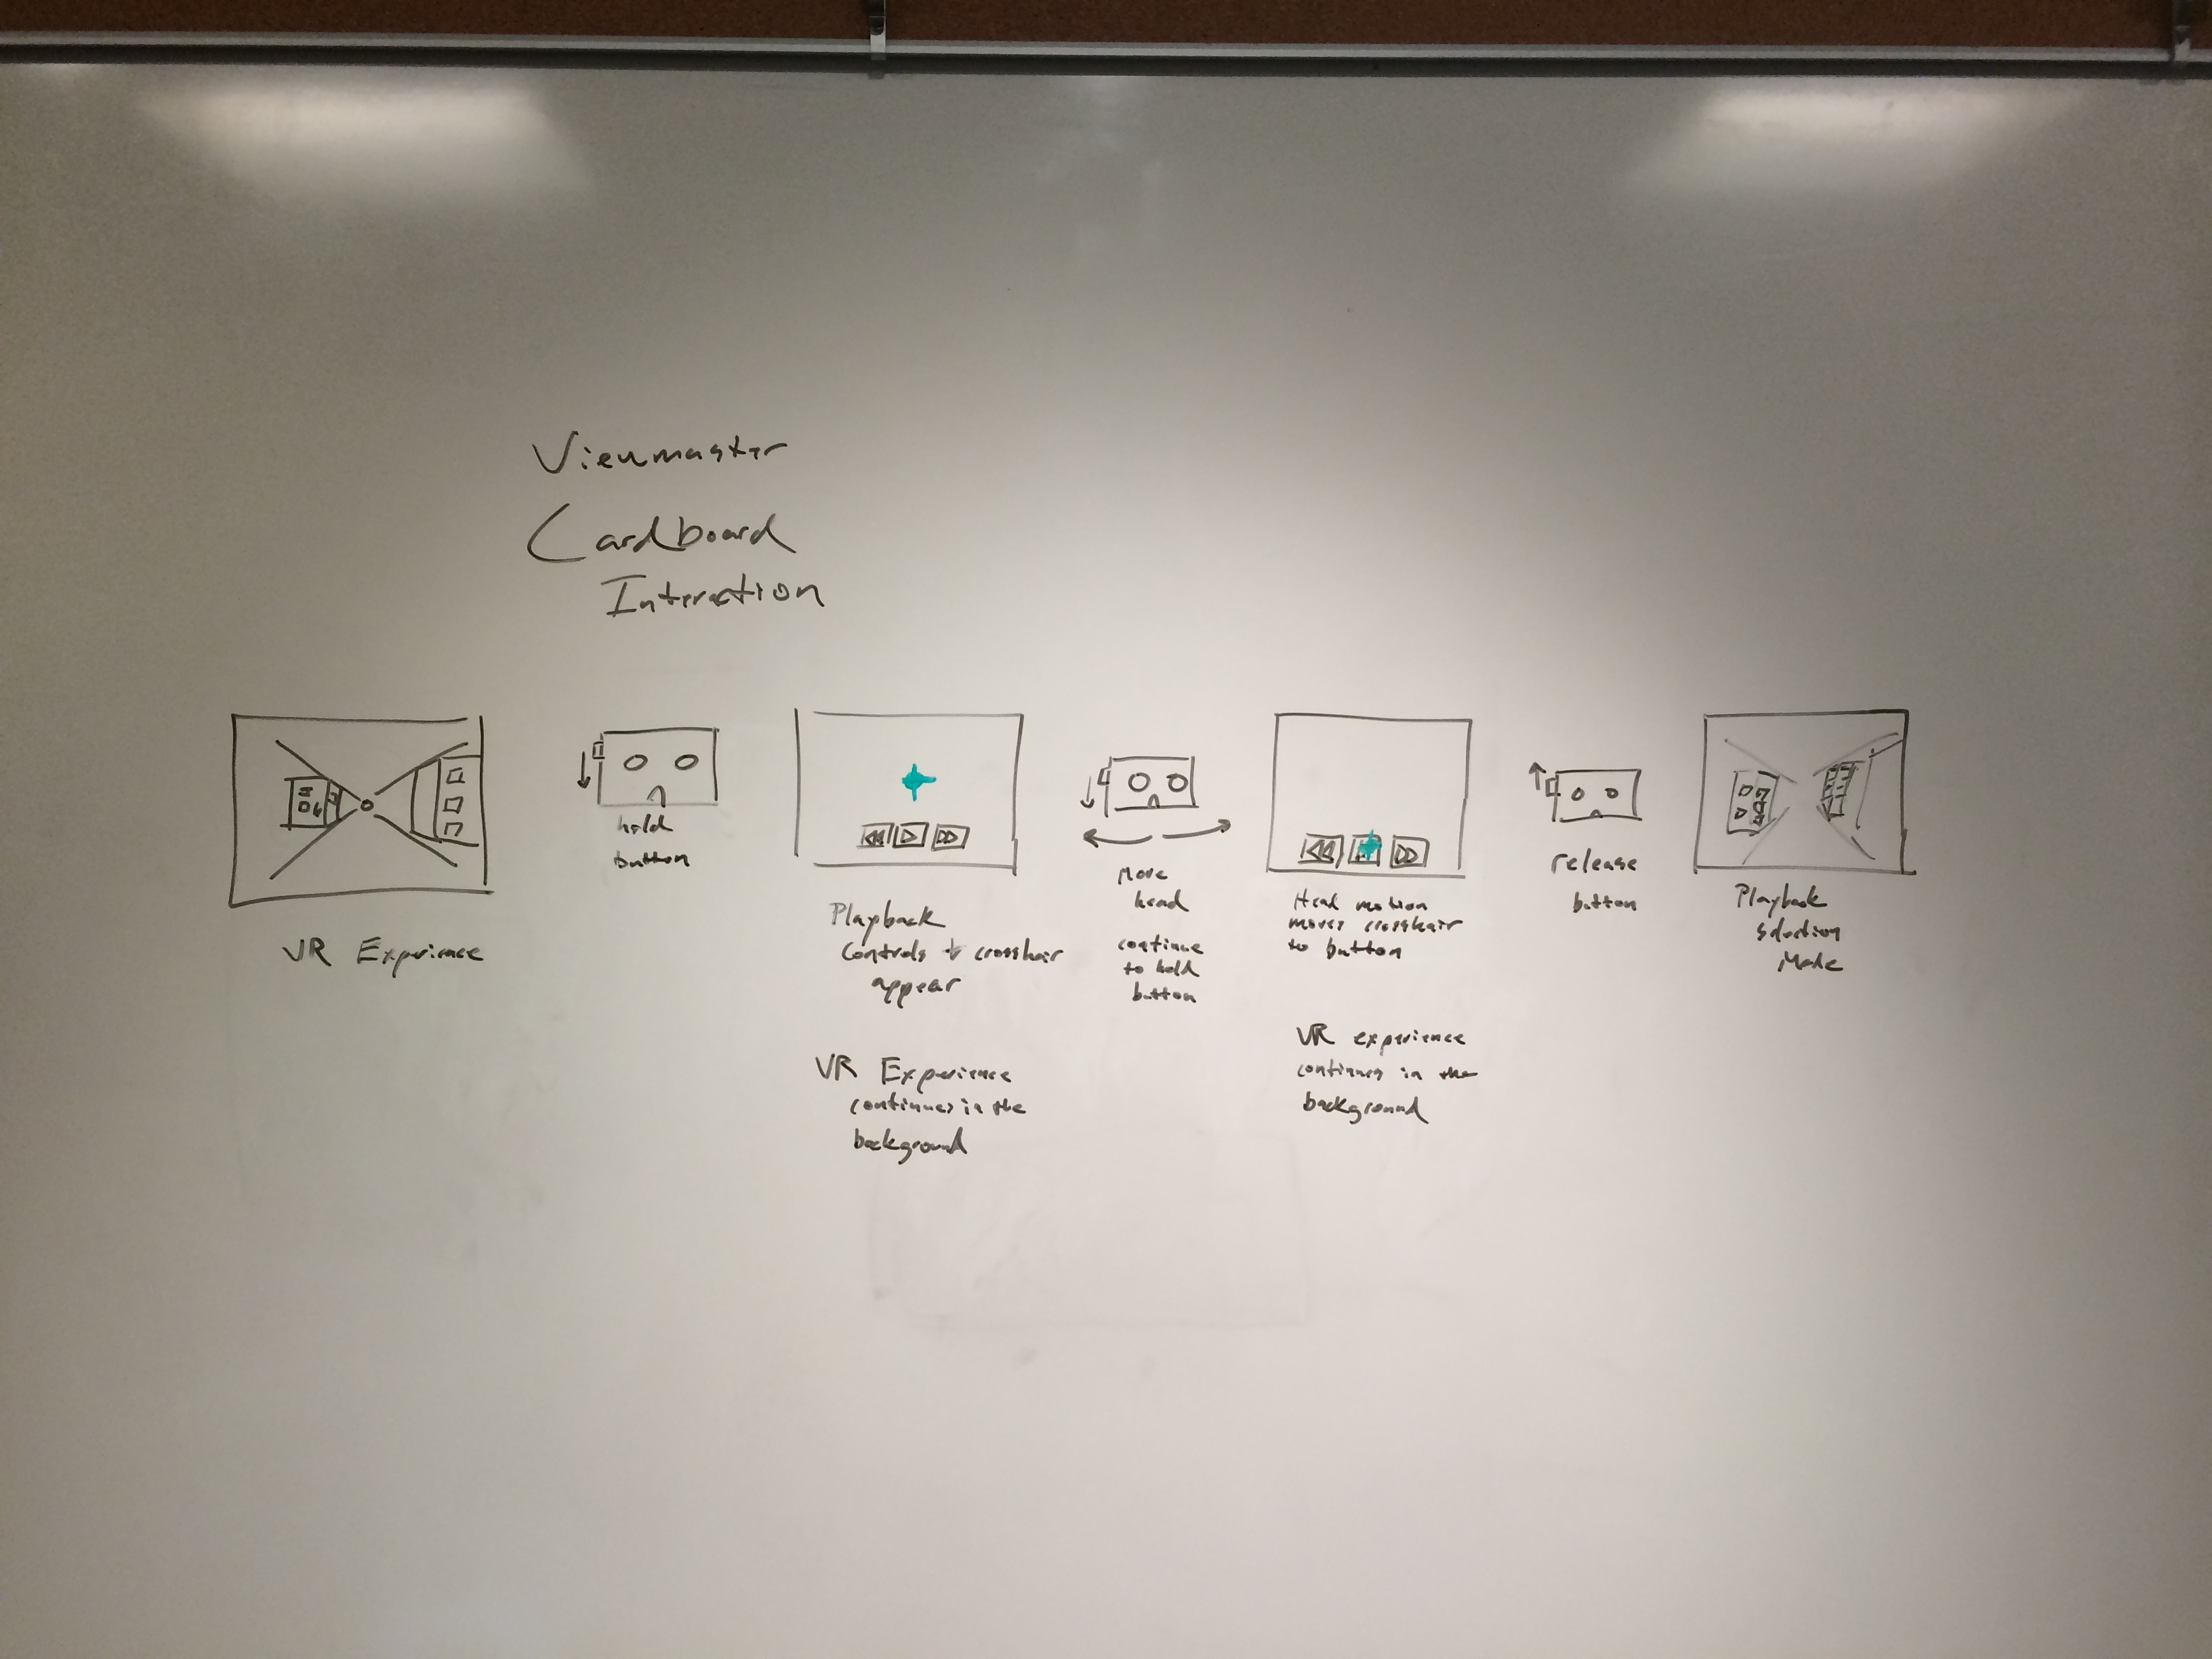 Viewmaster
Cardboard
Interaction
VR Experience
hold
button
Playback
Controls + crosshair
appear
VR Experience
continues in the
background
Move
head
continue
to hold
button
Head motion
moves crosshair
to button
VR experience
continues in the
background
release
button
Playback
Selection
Mode